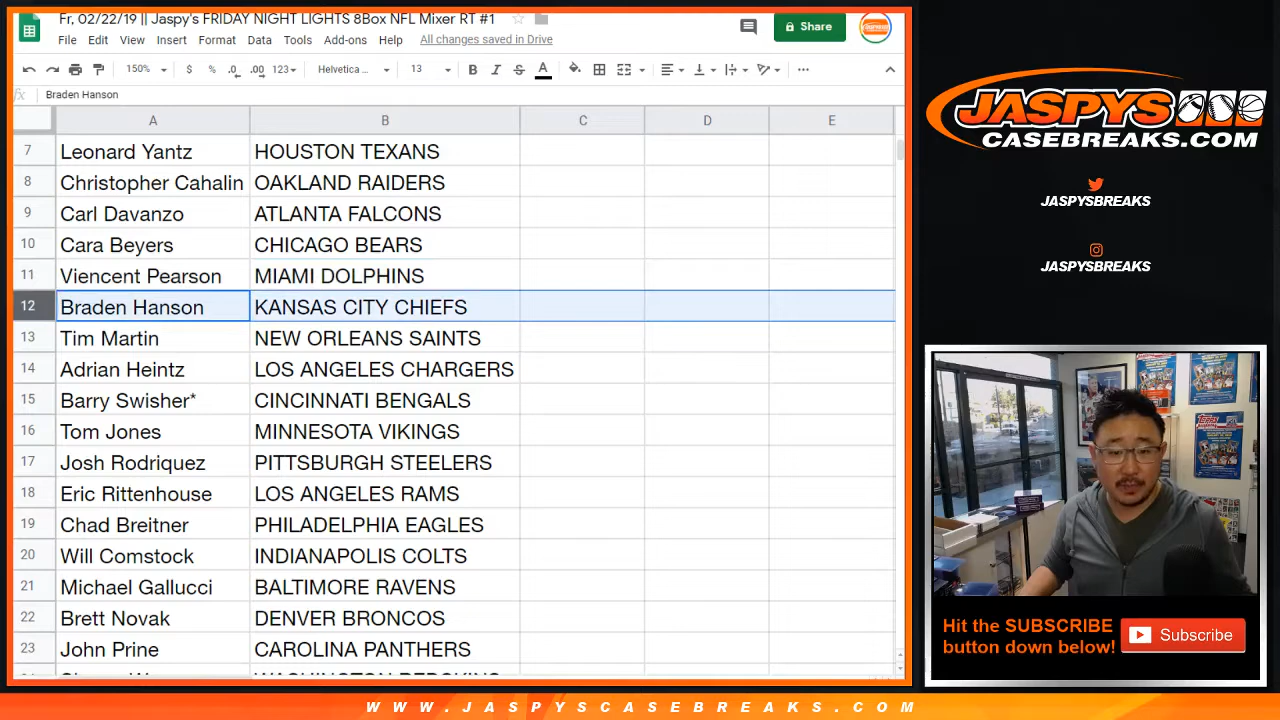 Fr, 02/22/19 || Jaspy's FRIDAY NIGHT LIGHTS 8Box NFL Mixer RT #1
Share
File Edit View Insert Format Data Tools Add-ons Help All changes saved in Drive
150% $ % .0 .00 123 Helvetica ... 13 B I S A
fx Braden Hanson
A B C D E
7 Leonard Yantz HOUSTON TEXANS
8 Christopher Cahalin OAKLAND RAIDERS
9 Carl Davanzo ATLANTA FALCONS
10 Cara Beyers CHICAGO BEARS
11 Viencent Pearson MIAMI DOLPHINS
12 Braden Hanson KANSAS CITY CHIEFS
13 Tim Martin NEW ORLEANS SAINTS
14 Adrian Heintz LOS ANGELES CHARGERS
15 Barry Swisher* CINCINNATI BENGALS
16 Tom Jones MINNESOTA VIKINGS
17 Josh Rodriquez PITTSBURGH STEELERS
18 Eric Rittenhouse LOS ANGELES RAMS
19 Chad Breitner PHILADELPHIA EAGLES
20 Will Comstock INDIANAPOLIS COLTS
21 Michael Gallucci BALTIMORE RAVENS
22 Brett Novak DENVER BRONCOS
23 John Prine CAROLINA PANTHERS
JASPYS
CASEBREAKS.COM
JASPYSBREAKS
JASPYSBREAKS
Hit the SUBSCRIBE
button down below!
Subscribe
WWW.JASPYSCASEBREAKS.COM